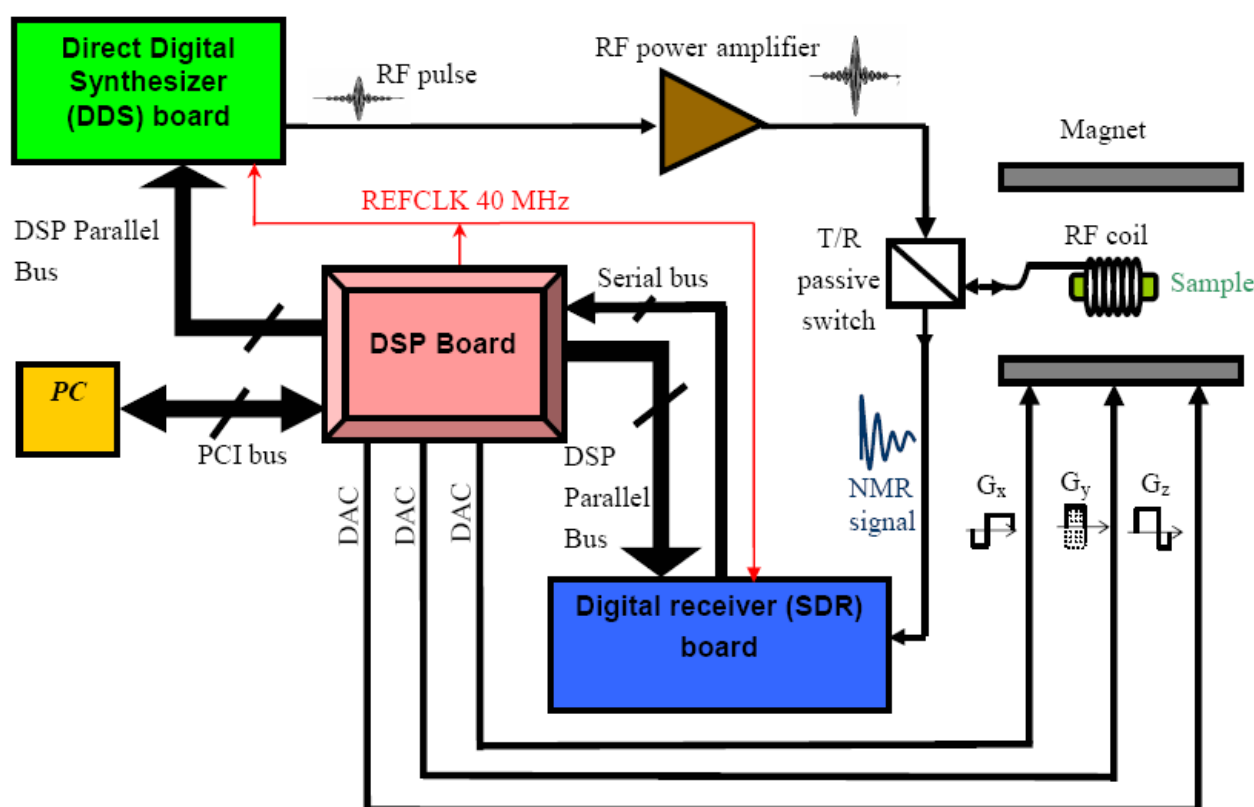 Direct Digital
Synthesizer
(DDS) board
RF pulse
RF power amplifier
Magnet
REFCLK 40 MHz
DSP Parallel
Bus
T/R
passive
switch
RF coil
Sample
Serial bus
DSP Board
PC
PCI bus
DSP
Parallel
Bus
NMR
signal
Gx
Gy
Gz
DAC
DAC
DAC
Digital receiver (SDR)
board